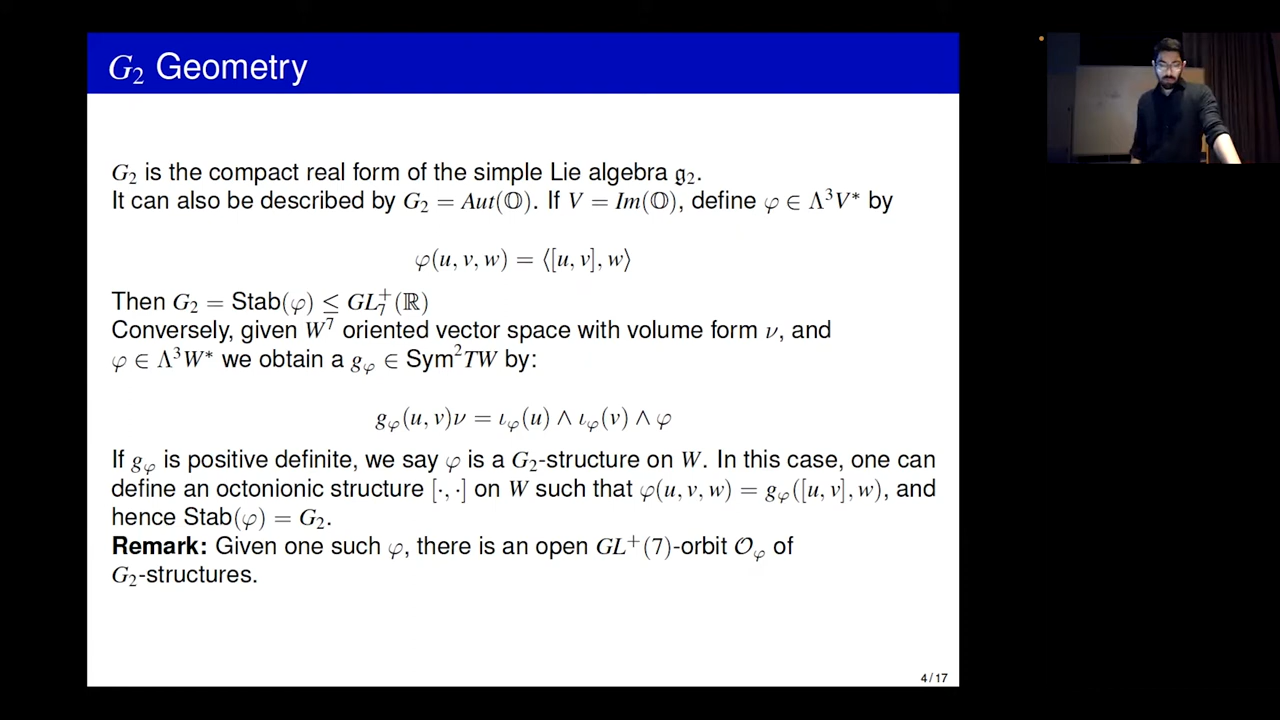 G₂ Geometry
G₂ is the compact real form of the simple Lie algebra 𝔤₂.
It can also be described by G₂ = Aut(𝕆). If V = Im(𝕆), define φ ∈ Λ³V* by
φ(u, v, w) = ⟨[u, v], w⟩
Then G₂ = Stab(φ) ≤ GL₇⁺(ℝ)
Conversely, given W⁷ oriented vector space with volume form ν, and
φ ∈ Λ³W* we obtain a g_φ ∈ Sym²TW by:
g_φ(u, v)ν = ι_φ(u) ∧ ι_φ(v) ∧ φ
If g_φ is positive definite, we say φ is a G₂-structure on W. In this case, one can
define an octonionic structure [·, ·] on W such that φ(u, v, w) = g_φ([u, v], w), and
hence Stab(φ) = G₂.
Remark: Given one such φ, there is an open GL⁺(7)-orbit 𝒪_φ of
G₂-structures.
4 / 17